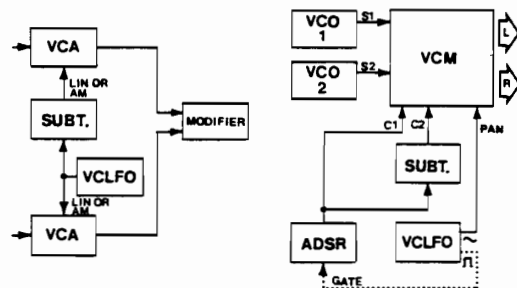 VCA
LIN OR
AM
SUBT.
MODIFIER
VCLFO
LIN OR
AM
VCA
VCO
1
S1
VCO
2
S2
VCM
L
R
C1
C2
PAN
SUBT.
ADSR
VCLFO
GATE